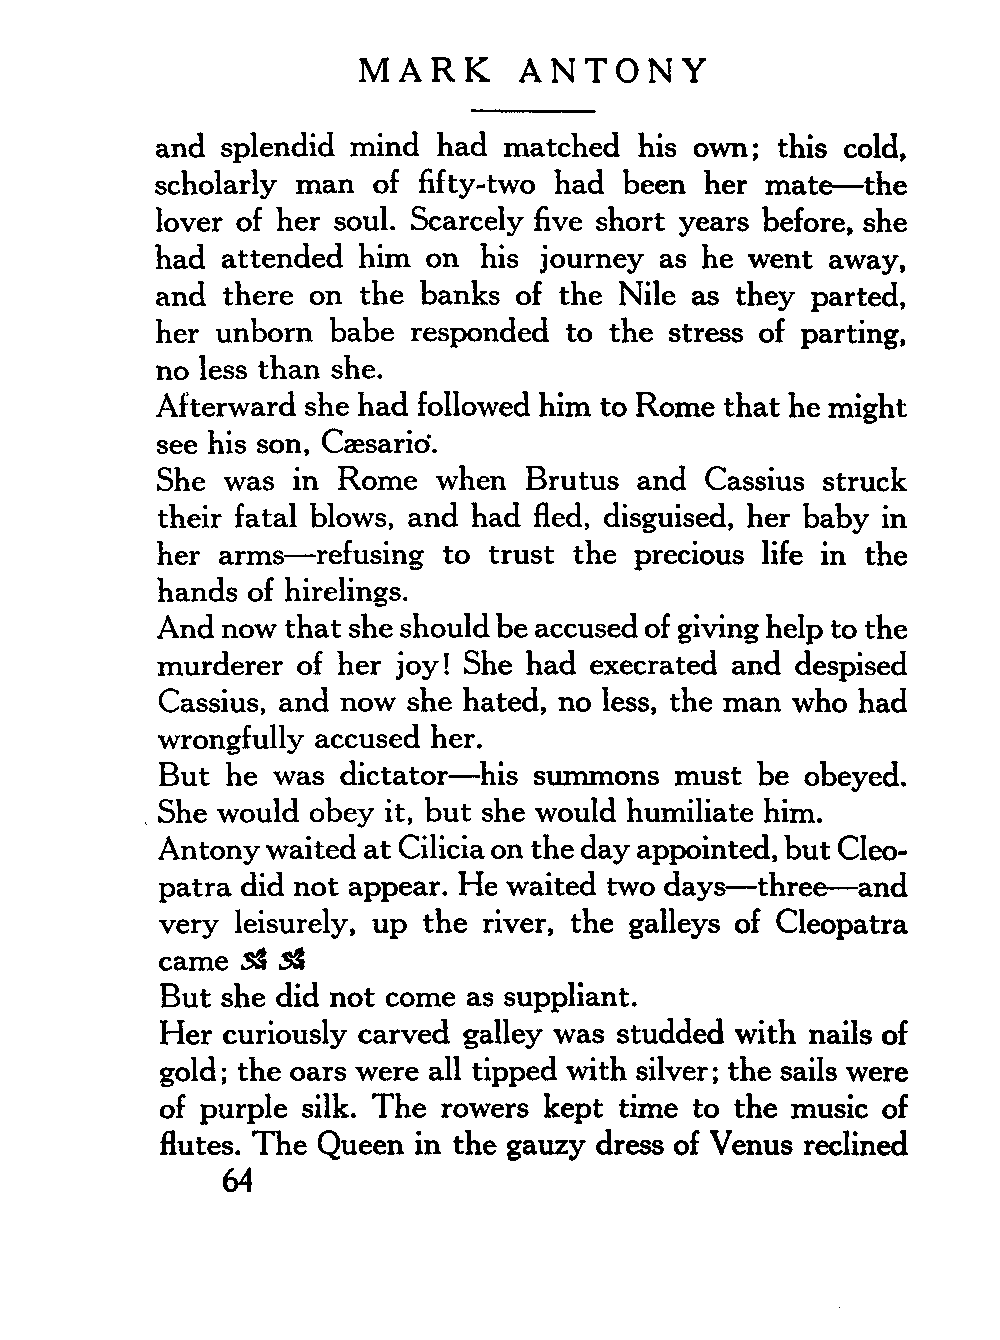 MARK ANTONY
and splendid mind had matched his own; this cold,
scholarly man of fifty-two had been her mate—the
lover of her soul. Scarcely five short years before, she
had attended him on his journey as he went away,
and there on the banks of the Nile as they parted,
her unborn babe responded to the stress of parting,
no less than she.
Afterward she had followed him to Rome that he might
see his son, Cæsario.
She was in Rome when Brutus and Cassius struck
their fatal blows, and had fled, disguised, her baby in
her arms—refusing to trust the precious life in the
hands of hirelings.
And now that she should be accused of giving help to the
murderer of her joy! She had execrated and despised
Cassius, and now she hated, no less, the man who had
wrongfully accused her.
But he was dictator—his summons must be obeyed.
She would obey it, but she would humiliate him.
Antony waited at Cilicia on the day appointed, but Cleo-
patra did not appear. He waited two days—three—and
very leisurely, up the river, the galleys of Cleopatra
came
But she did not come as suppliant.
Her curiously carved galley was studded with nails of
gold; the oars were all tipped with silver; the sails were
of purple silk. The rowers kept time to the music of
flutes. The Queen in the gauzy dress of Venus reclined
64